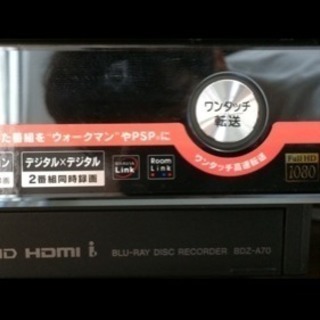 ワンタッチ
転送
た番組を"ウォークマン"やPSP®に
ワンタッチ高速転送
デジタル×デジタル
2番組同時録画
Link
Room
Link
Full HD
1080
HD HDMI
BLU-RAY DISC RECORDER BDZ-A70